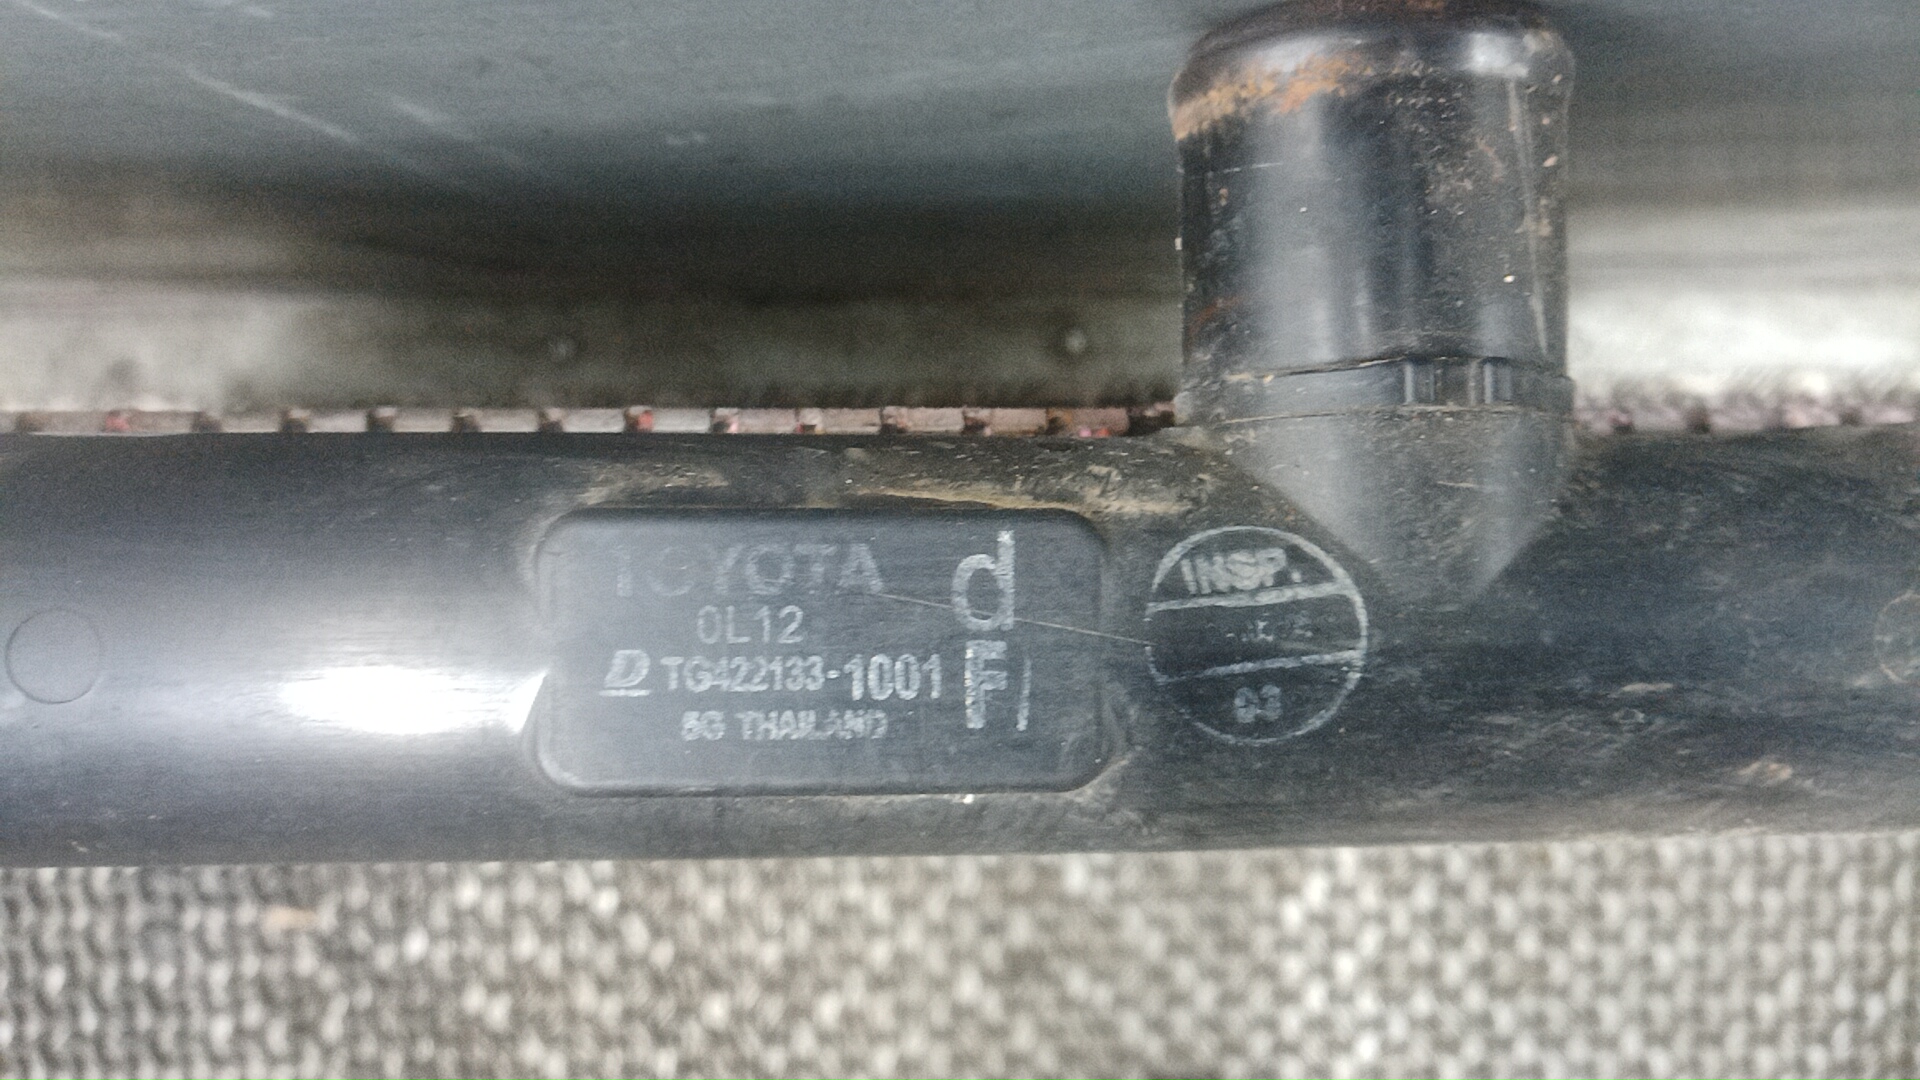 TOYOTA
d
0L12
D TG422133-1001
F
5G THAILAND
INSP.
03